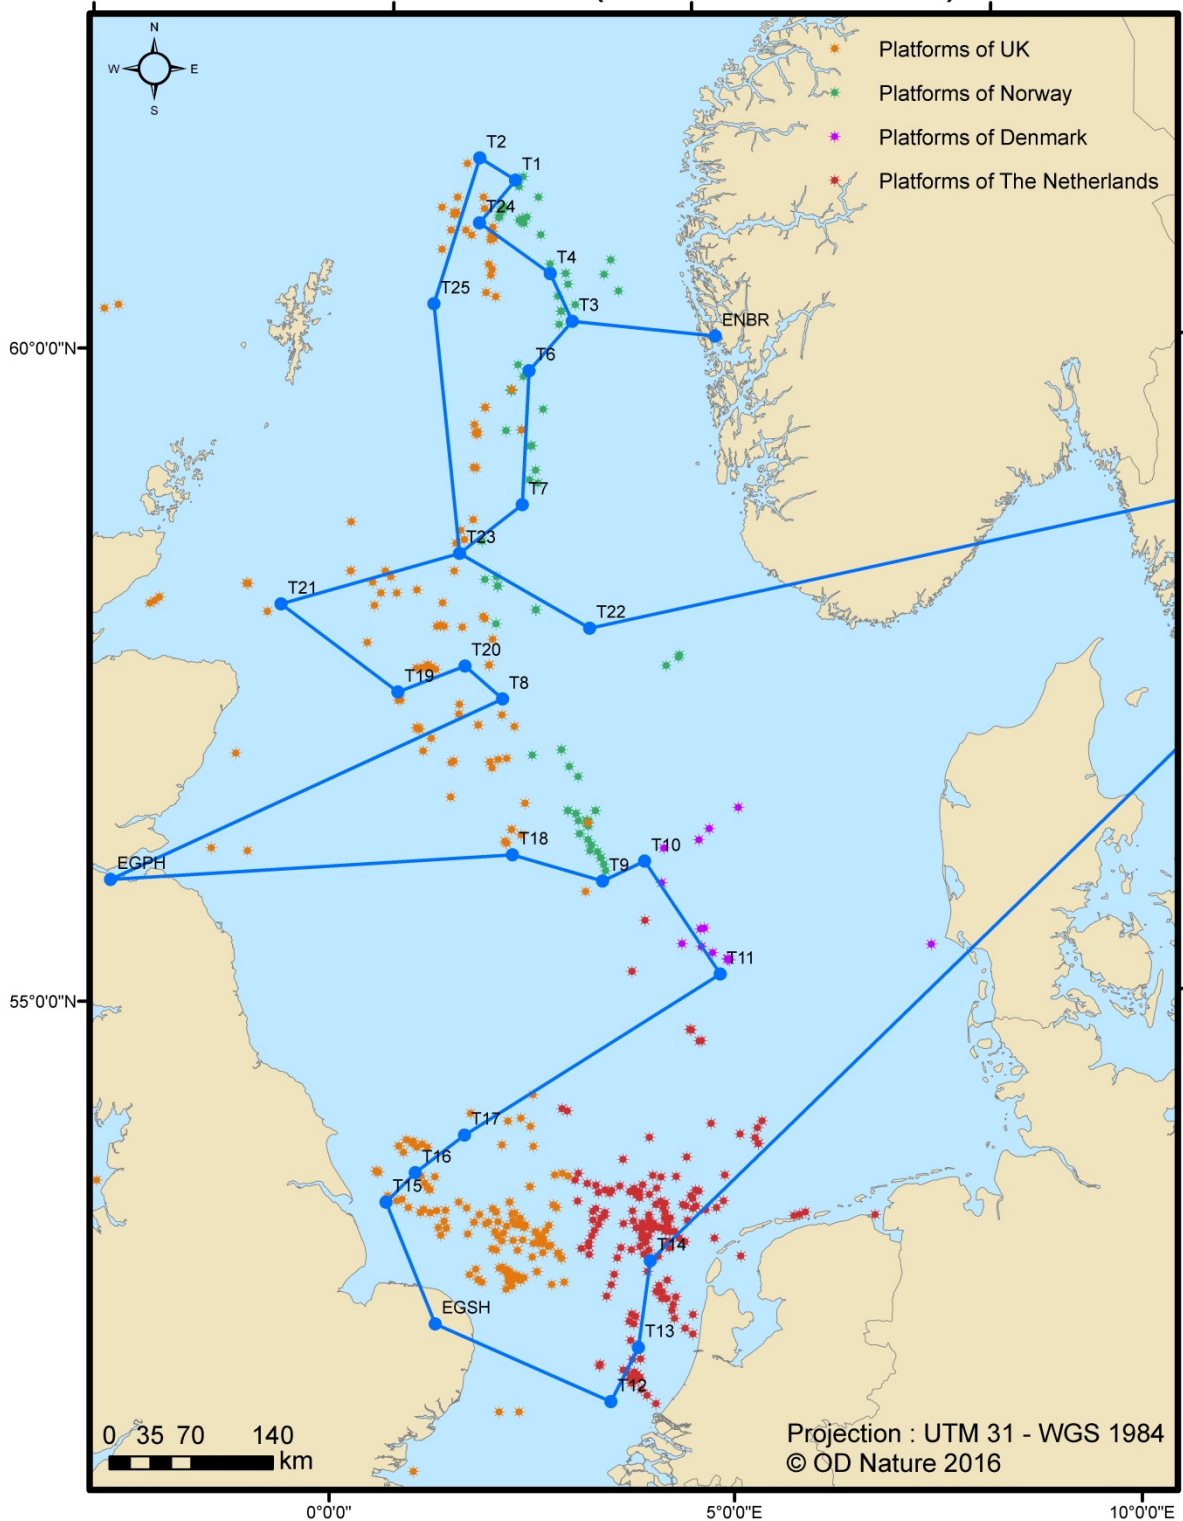 N
W E
S
Platforms of UK
Platforms of Norway
Platforms of Denmark
Platforms of The Netherlands
T2
T1
T24
T4
T25
T3
ENBR
60°0'0"N
T6
T7
T23
T21
T22
T20
T19
T8
T18
T10
EGPH
T9
T11
55°0'0"N
T17
T16
T15
T14
EGSH
T13
T12
0 35 70 140
km
Projection : UTM 31 - WGS 1984
© OD Nature 2016
0°0'0" 5°0'0"E 10°0'0"E